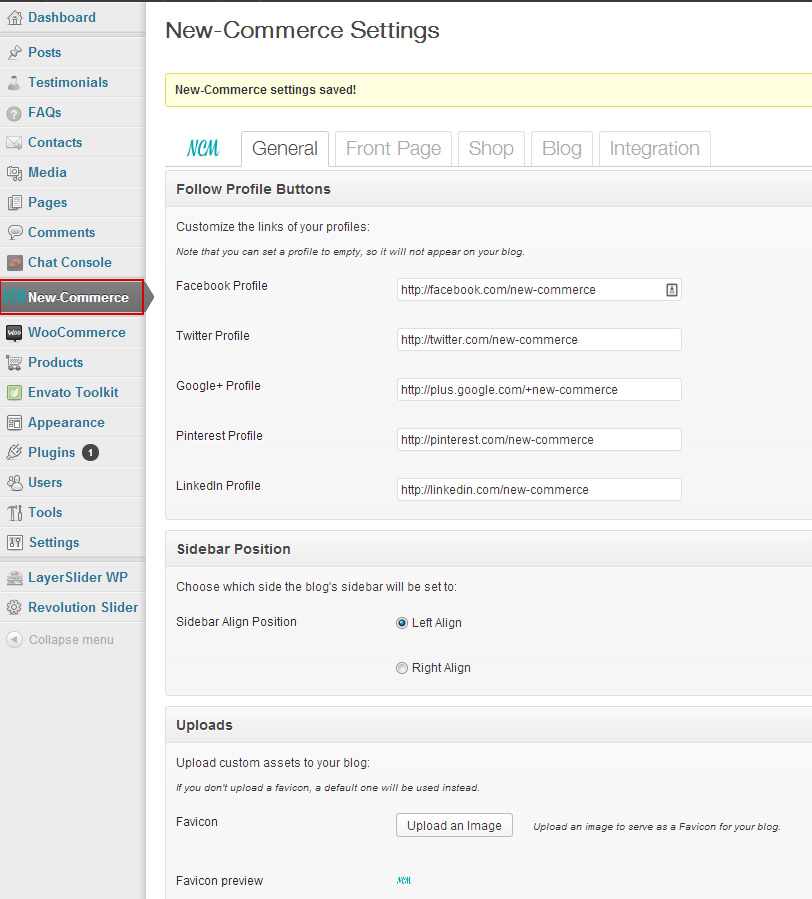 Dashboard
Posts
Testimonials
FAQs
Contacts
Media
Pages
Comments
Chat Console
NCM New-Commerce
Woo WooCommerce
Products
Envato Toolkit
Appearance
Plugins 1
Users
Tools
Settings
LayerSlider WP
Revolution Slider
Collapse menu
New-Commerce Settings
New-Commerce settings saved!
NCM General Front Page Shop Blog Integration
Follow Profile Buttons
Customize the links of your profiles:
Note that you can set a profile to empty, so it will not appear on your blog.
Facebook Profile http://facebook.com/new-commerce
Twitter Profile http://twitter.com/new-commerce
Google+ Profile http://plus.google.com/+new-commerce
Pinterest Profile http://pinterest.com/new-commerce
LinkedIn Profile http://linkedin.com/new-commerce
Sidebar Position
Choose which side the blog's sidebar will be set to:
Sidebar Align Position Left Align
Right Align
Uploads
Upload custom assets to your blog:
If you don't upload a favicon, a default one will be used instead.
Favicon Upload an Image Upload an image to serve as a Favicon for your blog.
Favicon preview NCM